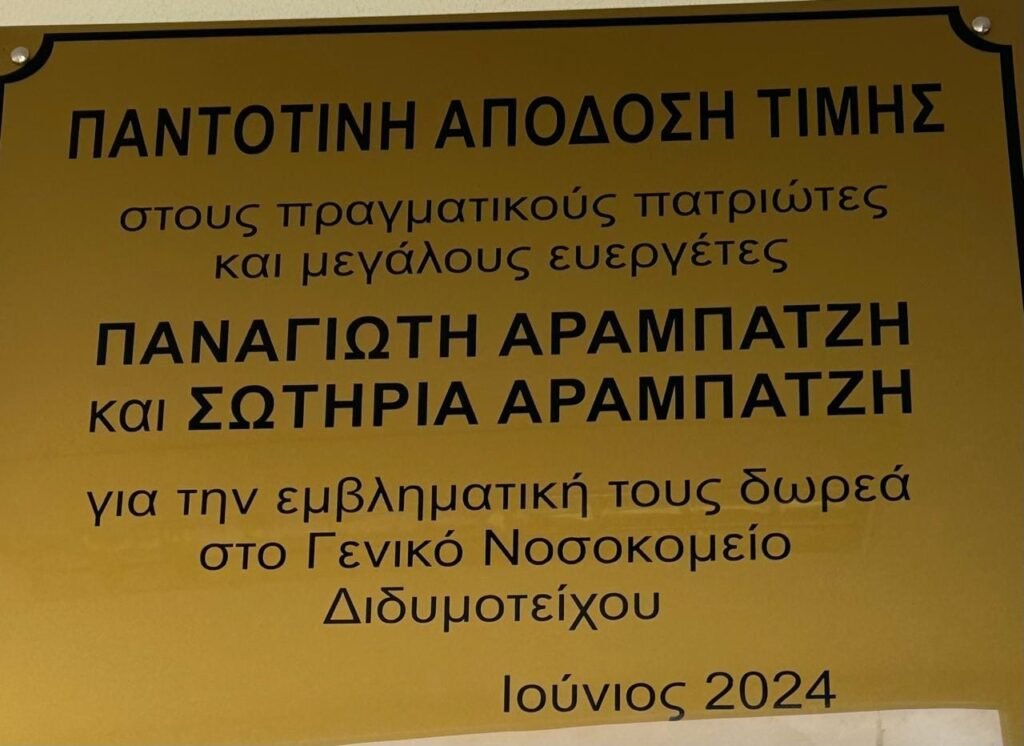 ΠΑΝΤΟΤΙΝΗ ΑΠΟΔΟΣΗ ΤΙΜΗΣ
στους πραγματικούς πατριώτες
και μεγάλους ευεργέτες
ΠΑΝΑΓΙΩΤΗ ΑΡΑΜΠΑΤΖΗ
και ΣΩΤΗΡΙΑ ΑΡΑΜΠΑΤΖΗ
για την εμβληματική τους δωρεά
στο Γενικό Νοσοκομείο
Διδυμοτείχου
Ιούνιος 2024